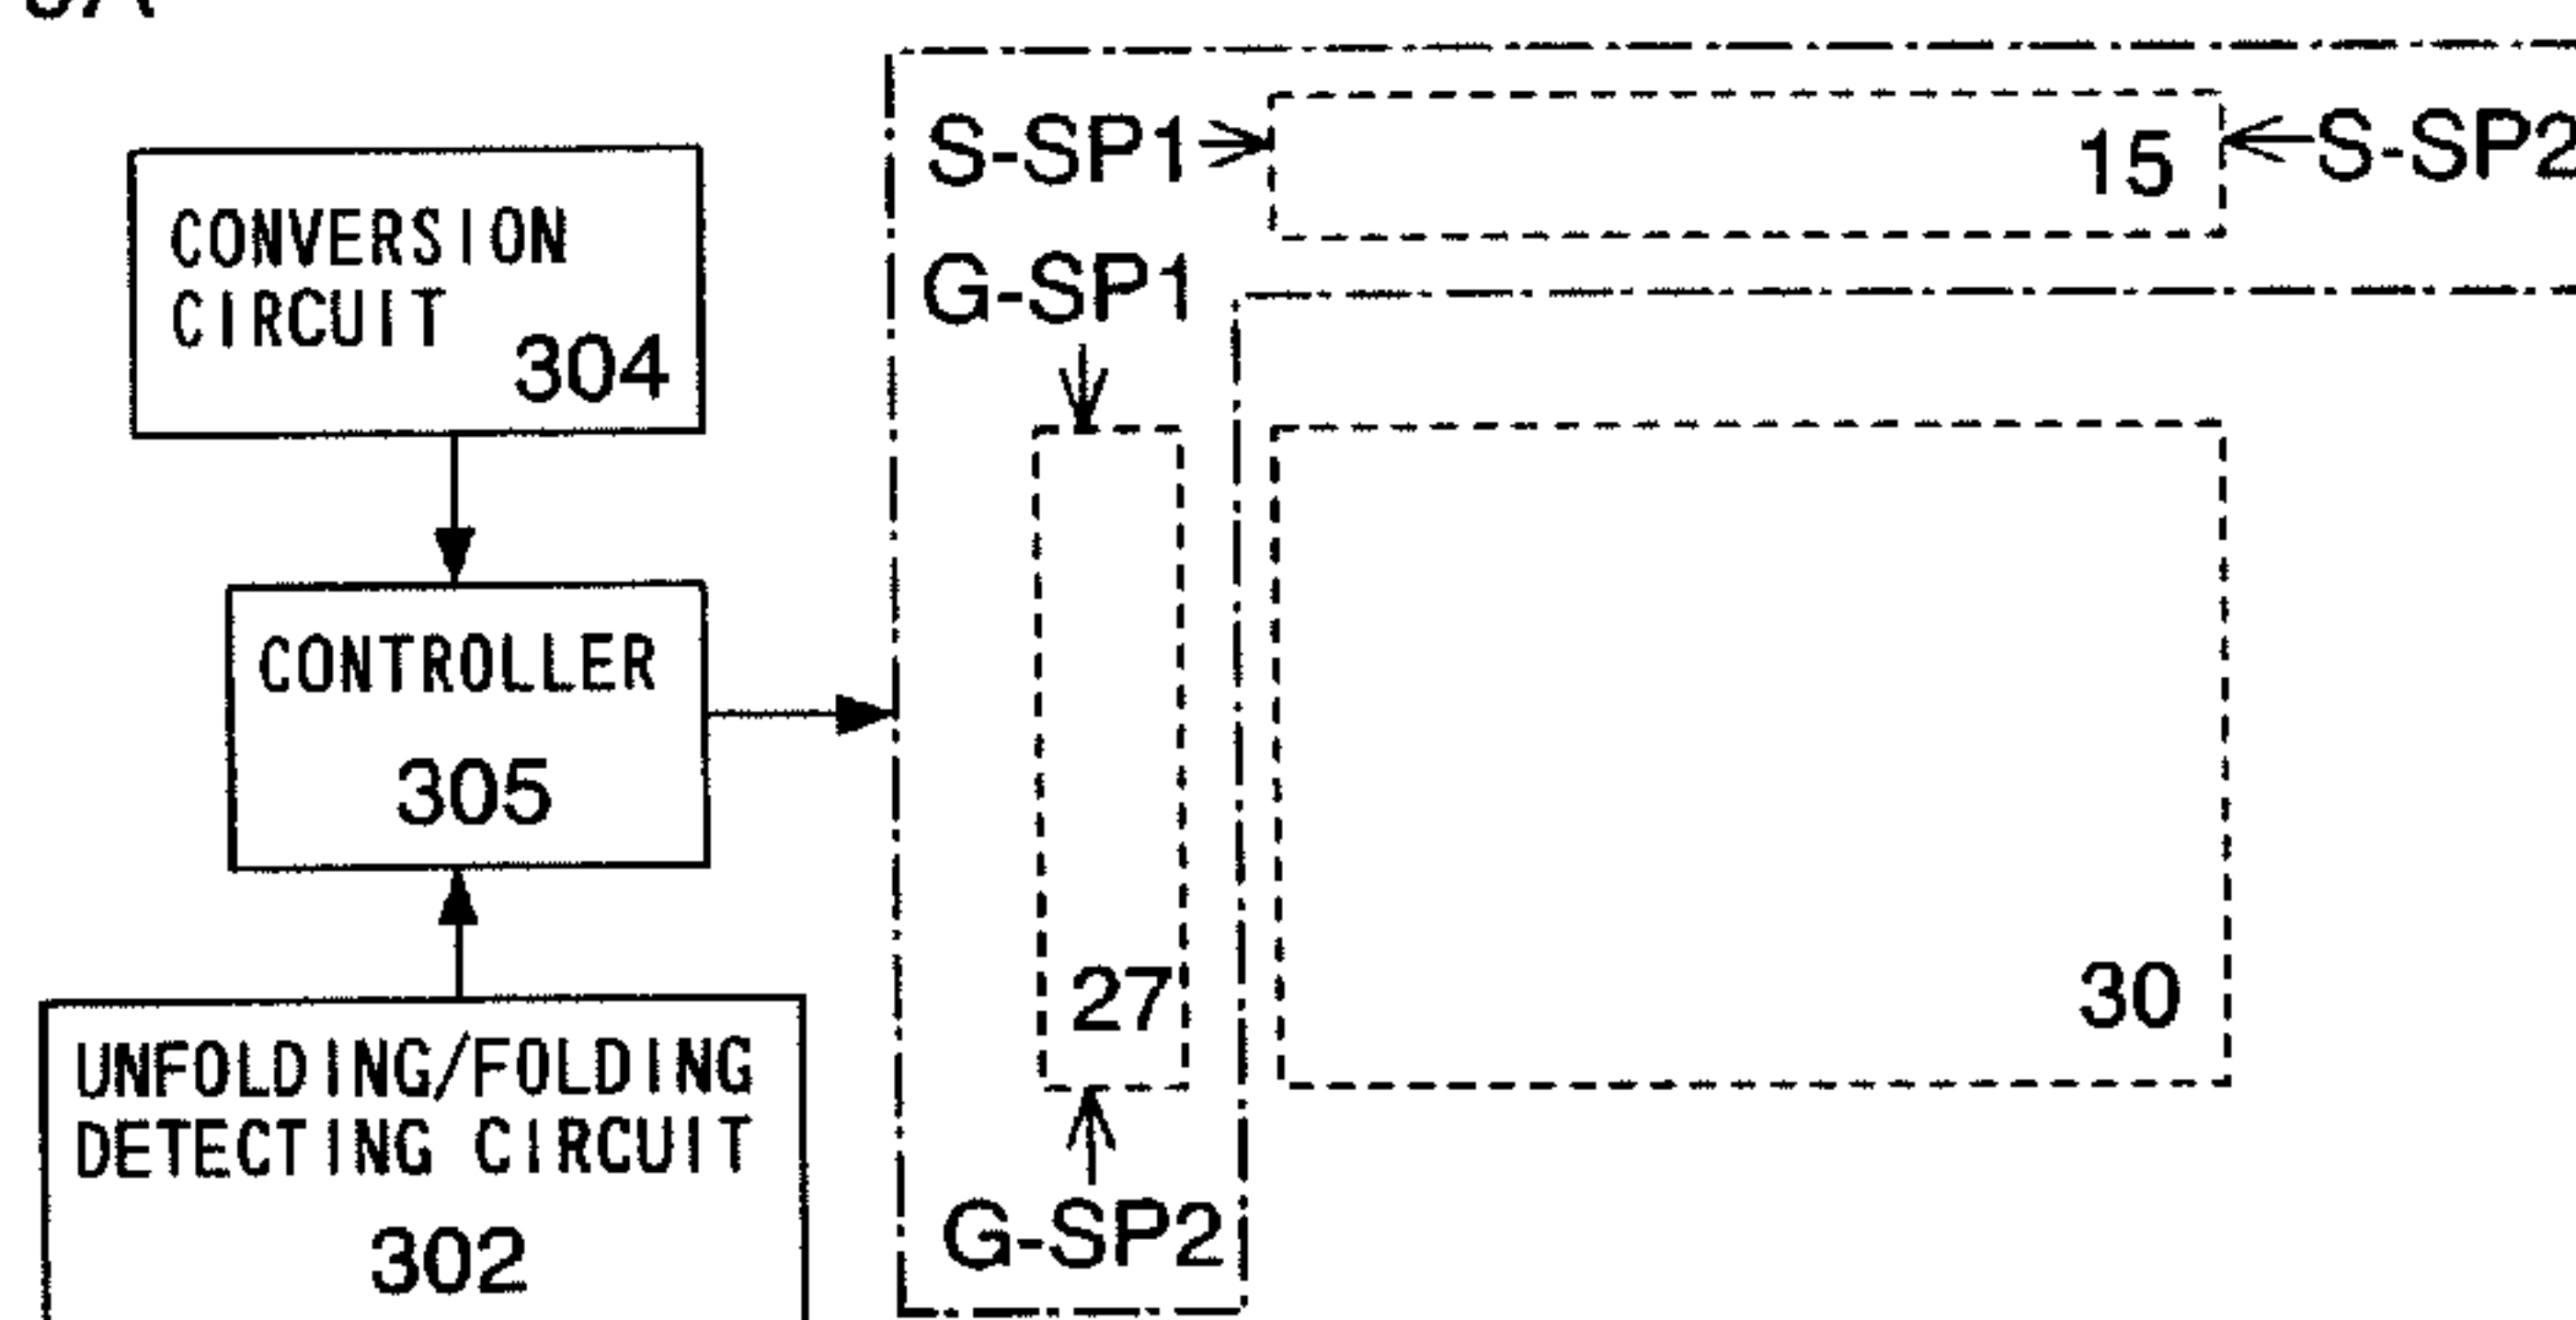 S-SP1
15
S-SP2
CONVERSION
CIRCUIT
304
G-SP1
CONTROLLER
305
27
30
UNFOLDING/FOLDING
DETECTING CIRCUIT
302
G-SP2